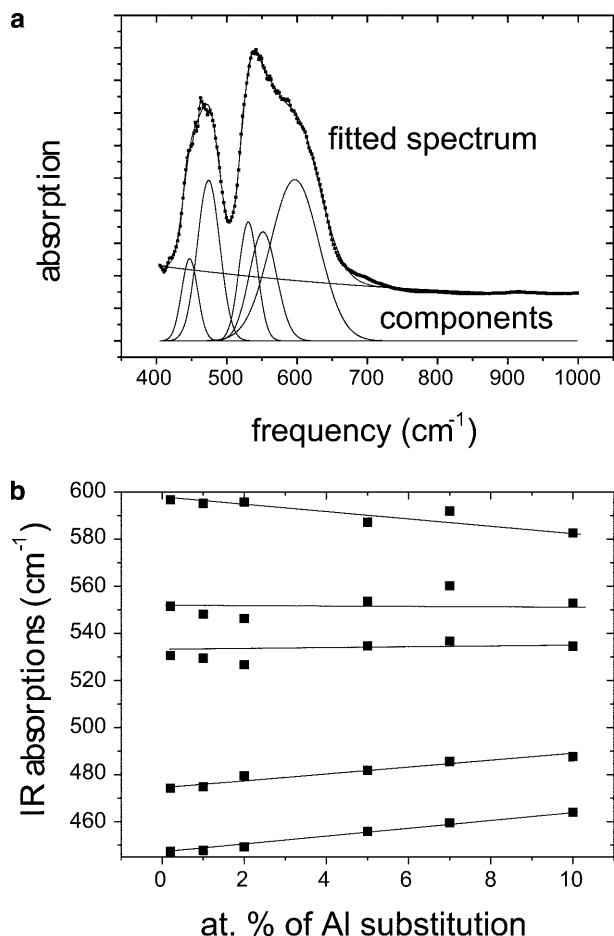 a
absorption
fitted spectrum
components
400 500 600 700 800 900 1000
frequency (cm-1)
b
IR absorptions (cm-1)
600
580
560
540
520
500
480
460
0 2 4 6 8 10
at. % of Al substitution